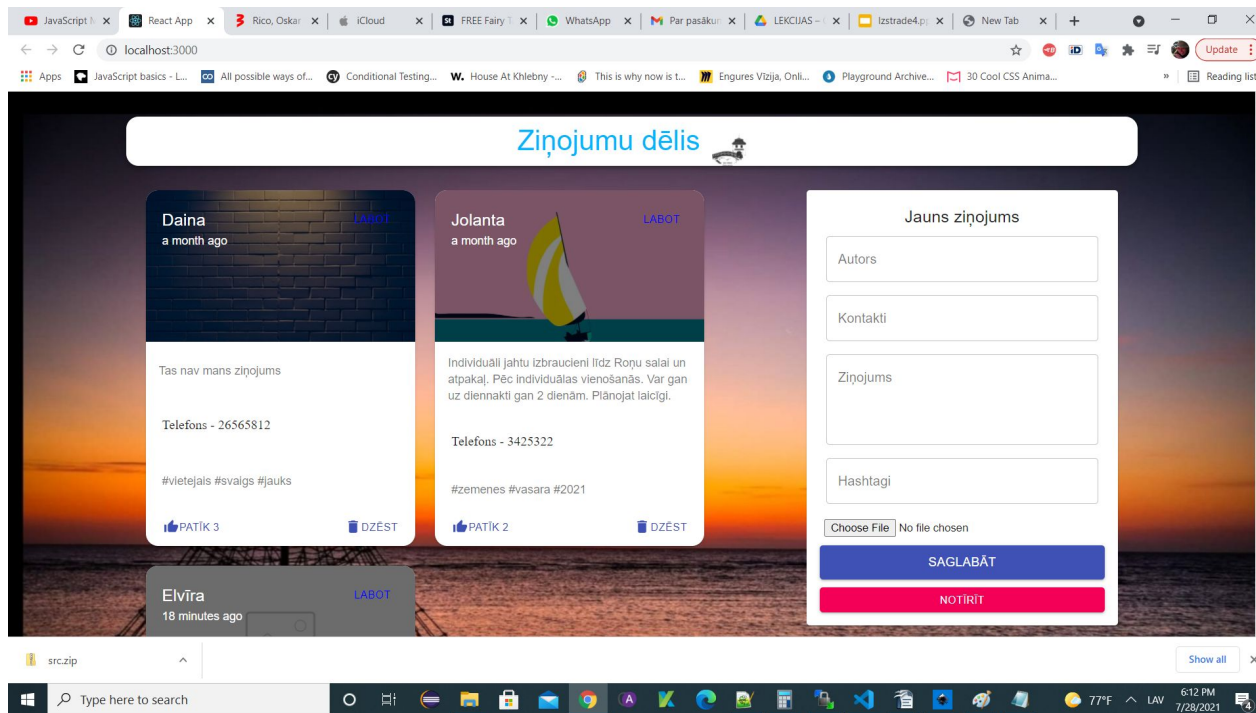 JavaScript
React App
Rico, Oskar
iCloud
FREE Fairy
WhatsApp
Par pasākun
LEKCIJAS –
Izstrade4.p
New Tab
localhost:3000
Update
Apps
JavaScript basics - L...
All possible ways of...
Conditional Testing...
House At Khlebny -...
This is why now is t...
Engures Vīzija, Onli...
Playground Archive...
30 Cool CSS Anima...
»
Reading list
Ziņojumu dēlis
Daina
LABOT
a month ago
Tas nav mans ziņojums
Telefons - 26565812
#vietejais #svaigs #jauks
PATĪK 3
DZĒST
Jolanta
LABOT
a month ago
Individuāli jahtu izbraucieni līdz Roņu salai un
atpakaļ. Pēc individuālas vienošanās. Var gan
uz diennakti gan 2 dienām. Plānojat laicīgi.
Telefons - 3425322
#zemenes #vasara #2021
PATĪK 2
DZĒST
Elvīra
LABOT
18 minutes ago
Jauns ziņojums
Autors
Kontakti
Ziņojums
Hashtagi
Choose File No file chosen
SAGLABĀT
NOTĪRĪT
src.zip
Show all
Type here to search
77°F
LAV
6:12 PM
7/28/2021